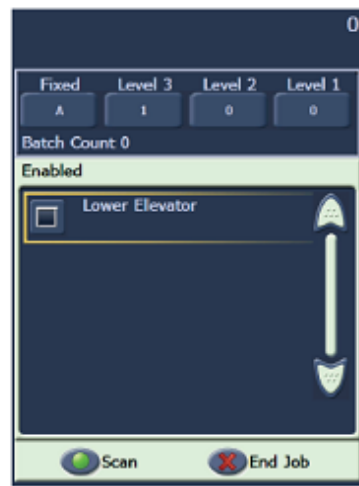 0
Fixed Level 3 Level 2 Level 1
A 1 0 0
Batch Count 0
Enabled
Lower Elevator
Scan End Job